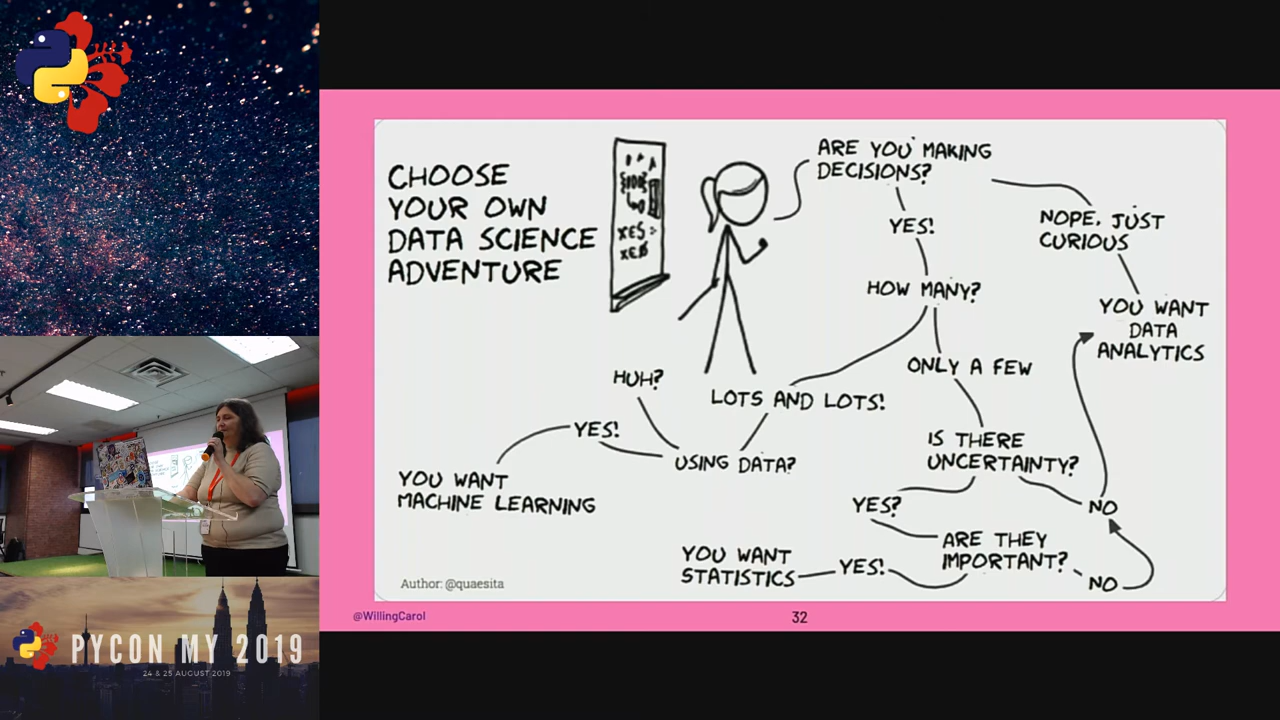 CHOOSE
YOUR OWN
DATA SCIENCE
ADVENTURE
ARE YOU MAKING
DECISIONS?
YES!
NOPE, JUST
CURIOUS
HOW MANY?
YOU WANT
DATA
ANALYTICS
ONLY A FEW
LOTS AND LOTS!
HUH?
YES!
USING DATA?
YOU WANT
MACHINE LEARNING
IS THERE
UNCERTAINTY?
YES?
NO
ARE THEY
IMPORTANT?
YES!
NO
YOU WANT
STATISTICS
Author: @quaesita
@WillingCarol
32
PYCON MY 2019
24 & 25 AUGUST 2019